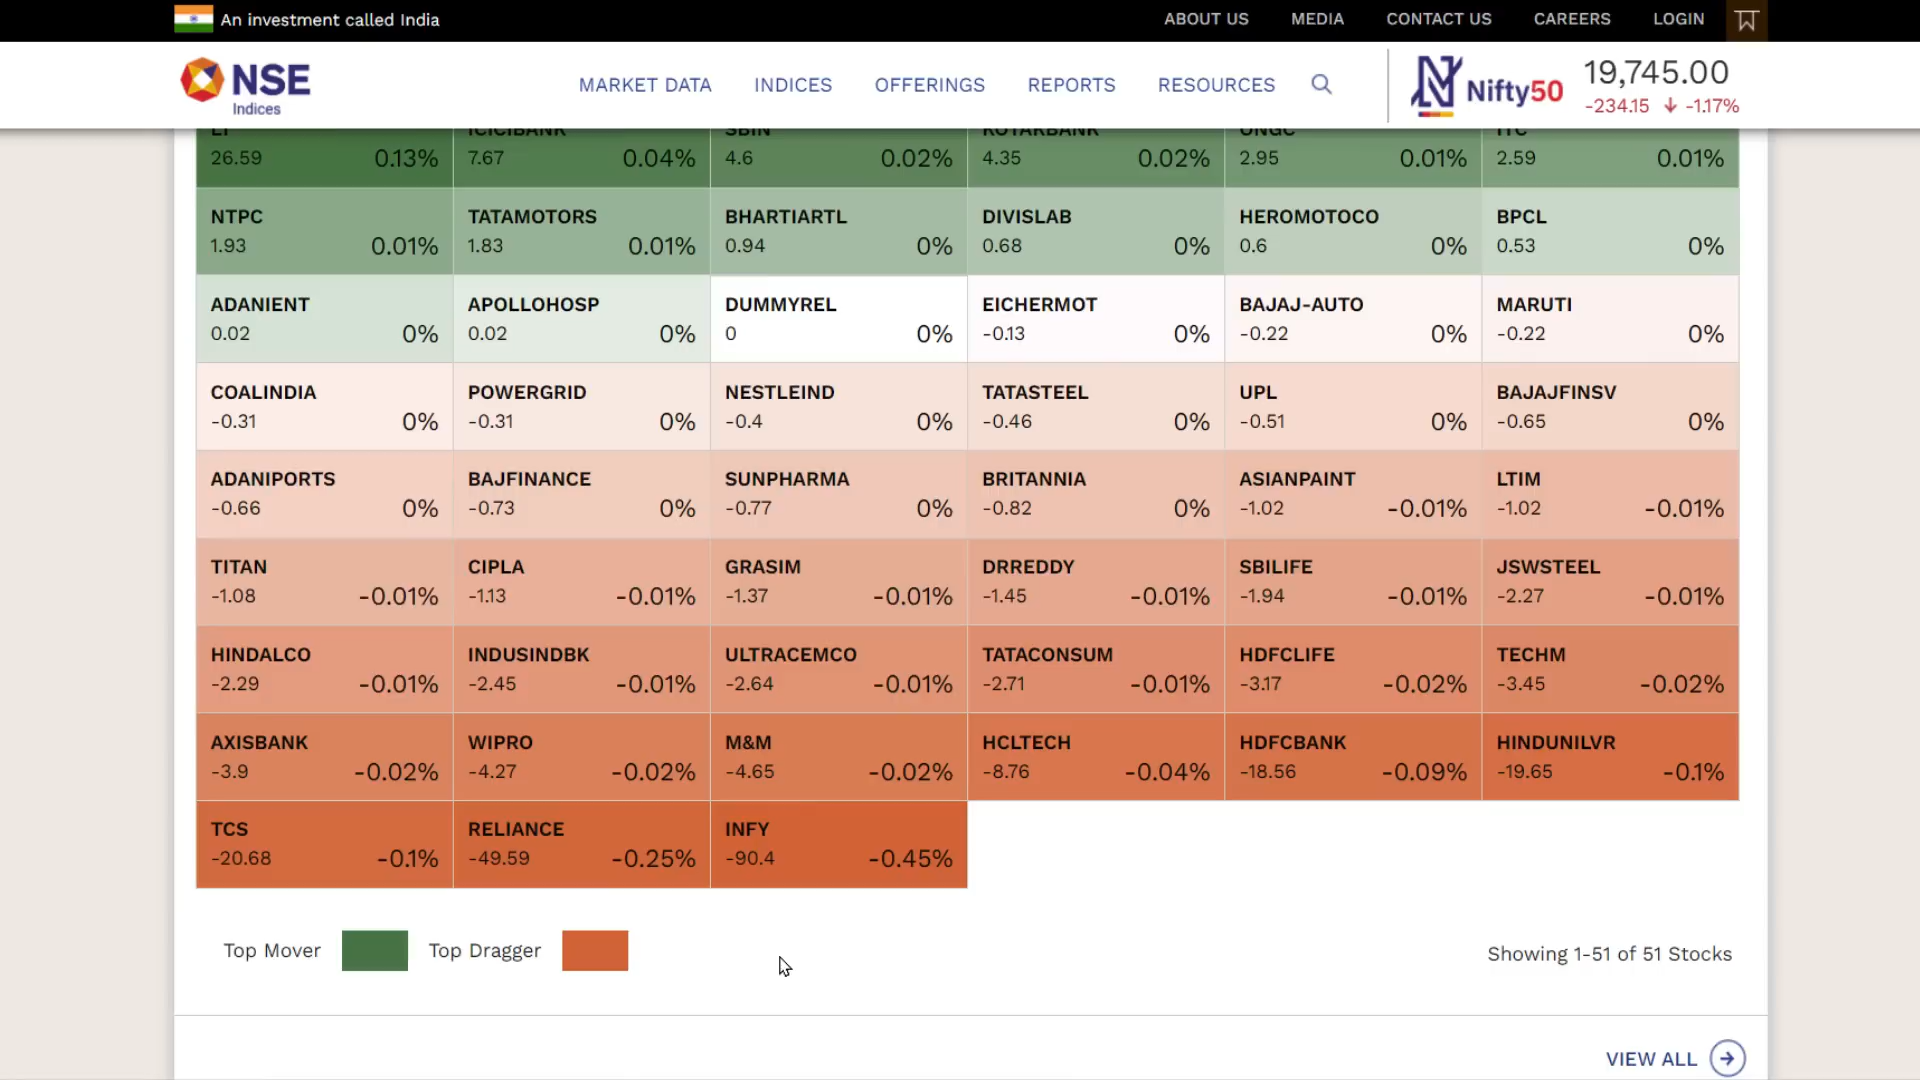 An investment called India
ABOUT US MEDIA CONTACT US CAREERS LOGIN
NSE
Indices
MARKET DATA INDICES OFFERINGS REPORTS RESOURCES
Nifty50
19,745.00
-234.15 ↓ -1.17%
LT ICICIBANK SBIN KOTAKBANK ONGC ITC
26.59 0.13% 7.67 0.04% 4.6 0.02% 4.35 0.02% 2.95 0.01% 2.59 0.01%
NTPC TATAMOTORS BHARTIARTL DIVISLAB HEROMOTOCO BPCL
1.93 0.01% 1.83 0.01% 0.94 0% 0.68 0% 0.6 0% 0.53 0%
ADANIENT APOLLOHOSP DUMMYREL EICHERMOT BAJAJ-AUTO MARUTI
0.02 0% 0.02 0% 0 0% -0.13 0% -0.22 0% -0.22 0%
COALINDIA POWERGRID NESTLEIND TATASTEEL UPL BAJAJFINSV
-0.31 0% -0.31 0% -0.4 0% -0.46 0% -0.51 0% -0.65 0%
ADANIPORTS BAJFINANCE SUNPHARMA BRITANNIA ASIANPAINT LTIM
-0.66 0% -0.73 0% -0.77 0% -0.82 0% -1.02 -0.01% -1.02 -0.01%
TITAN CIPLA GRASIM DRREDDY SBILIFE JSWSTEEL
-1.08 -0.01% -1.13 -0.01% -1.37 -0.01% -1.45 -0.01% -1.94 -0.01% -2.27 -0.01%
HINDALCO INDUSINDBK ULTRACEMCO TATACONSUM HDFCLIFE TECHM
-2.29 -0.01% -2.45 -0.01% -2.64 -0.01% -2.71 -0.01% -3.17 -0.02% -3.45 -0.02%
AXISBANK WIPRO M&M HCLTECH HDFCBANK HINDUNILVR
-3.9 -0.02% -4.27 -0.02% -4.65 -0.02% -8.76 -0.04% -18.56 -0.09% -19.65 -0.1%
TCS RELIANCE INFY
-20.68 -0.1% -49.59 -0.25% -90.4 -0.45%
Top Mover Top Dragger
Showing 1-51 of 51 Stocks
VIEW ALL